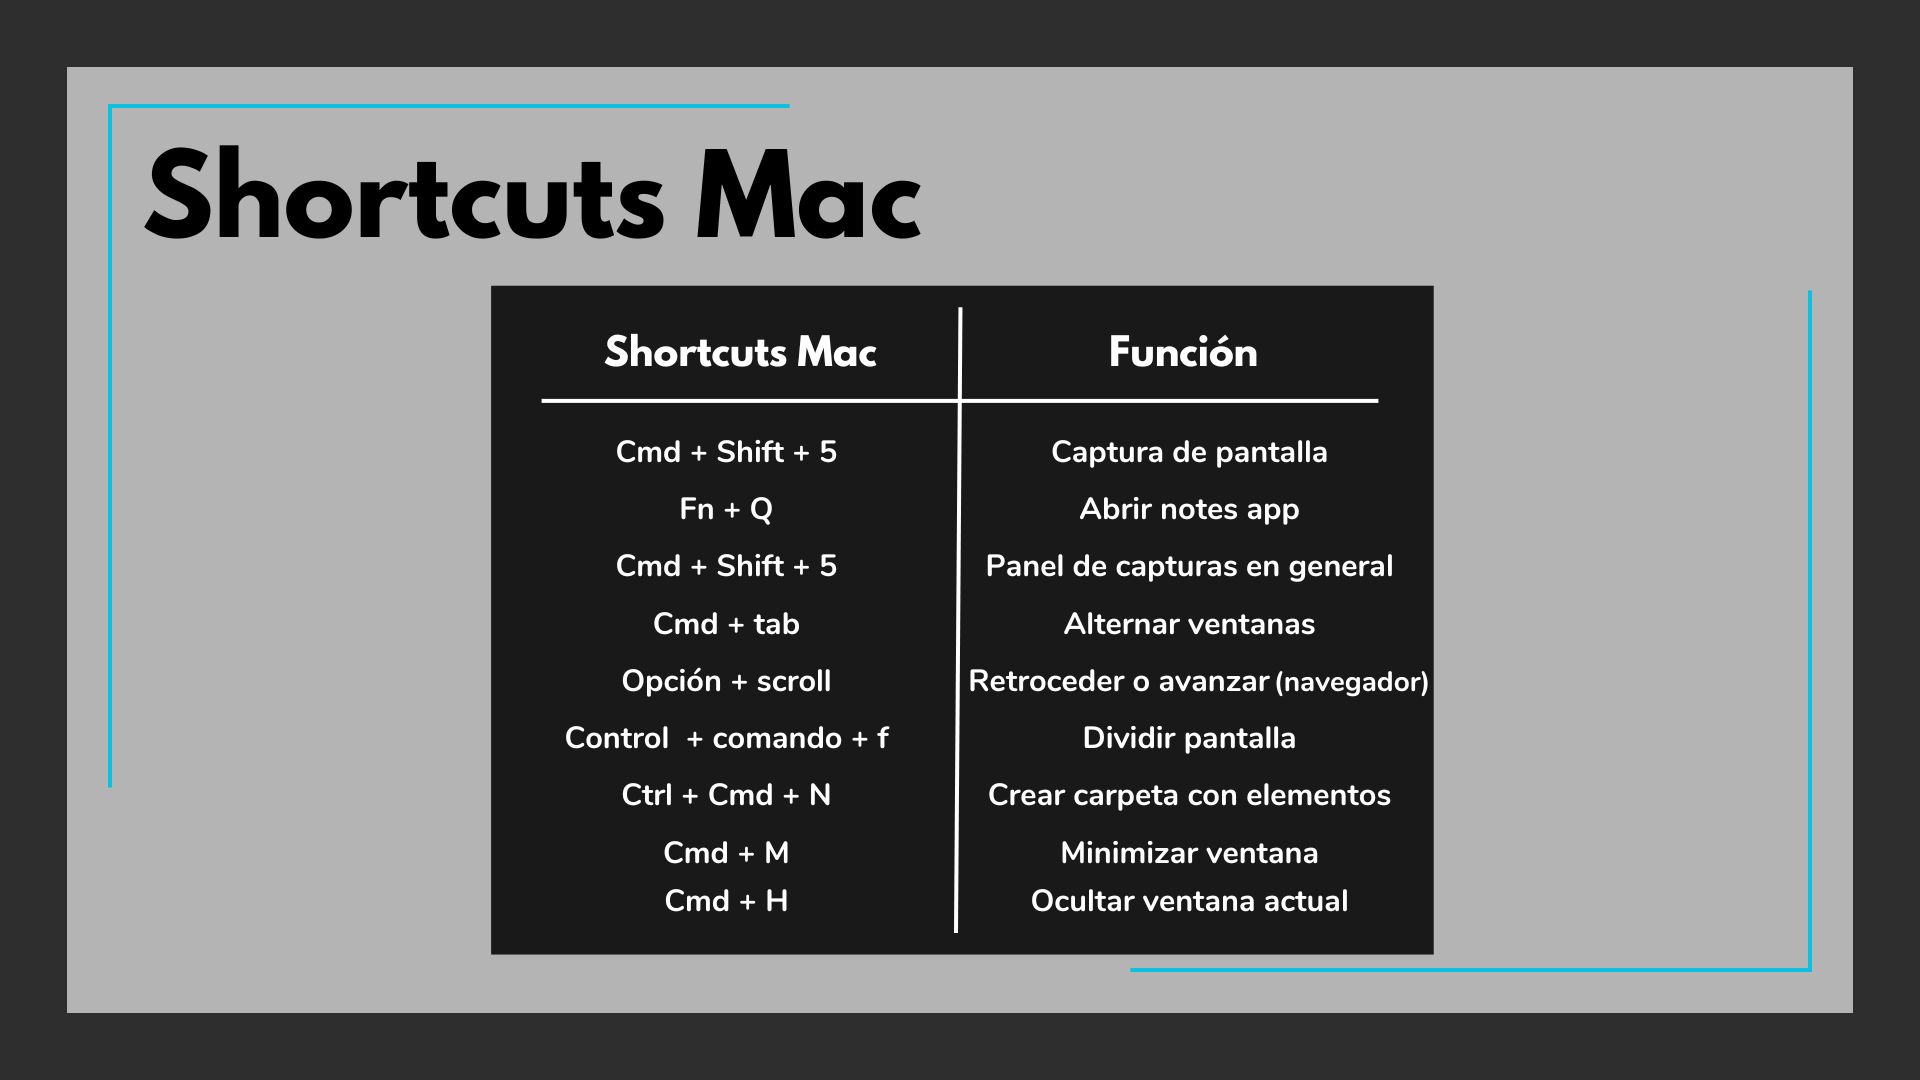 Shortcuts Mac
Shortcuts Mac Función
Cmd + Shift + 5 Captura de pantalla
Fn + Q Abrir notes app
Cmd + Shift + 5 Panel de capturas en general
Cmd + tab Alternar ventanas
Opción + scroll Retroceder o avanzar (navegador)
Control + comando + f Dividir pantalla
Ctrl + Cmd + N Crear carpeta con elementos
Cmd + M Minimizar ventana
Cmd + H Ocultar ventana actual